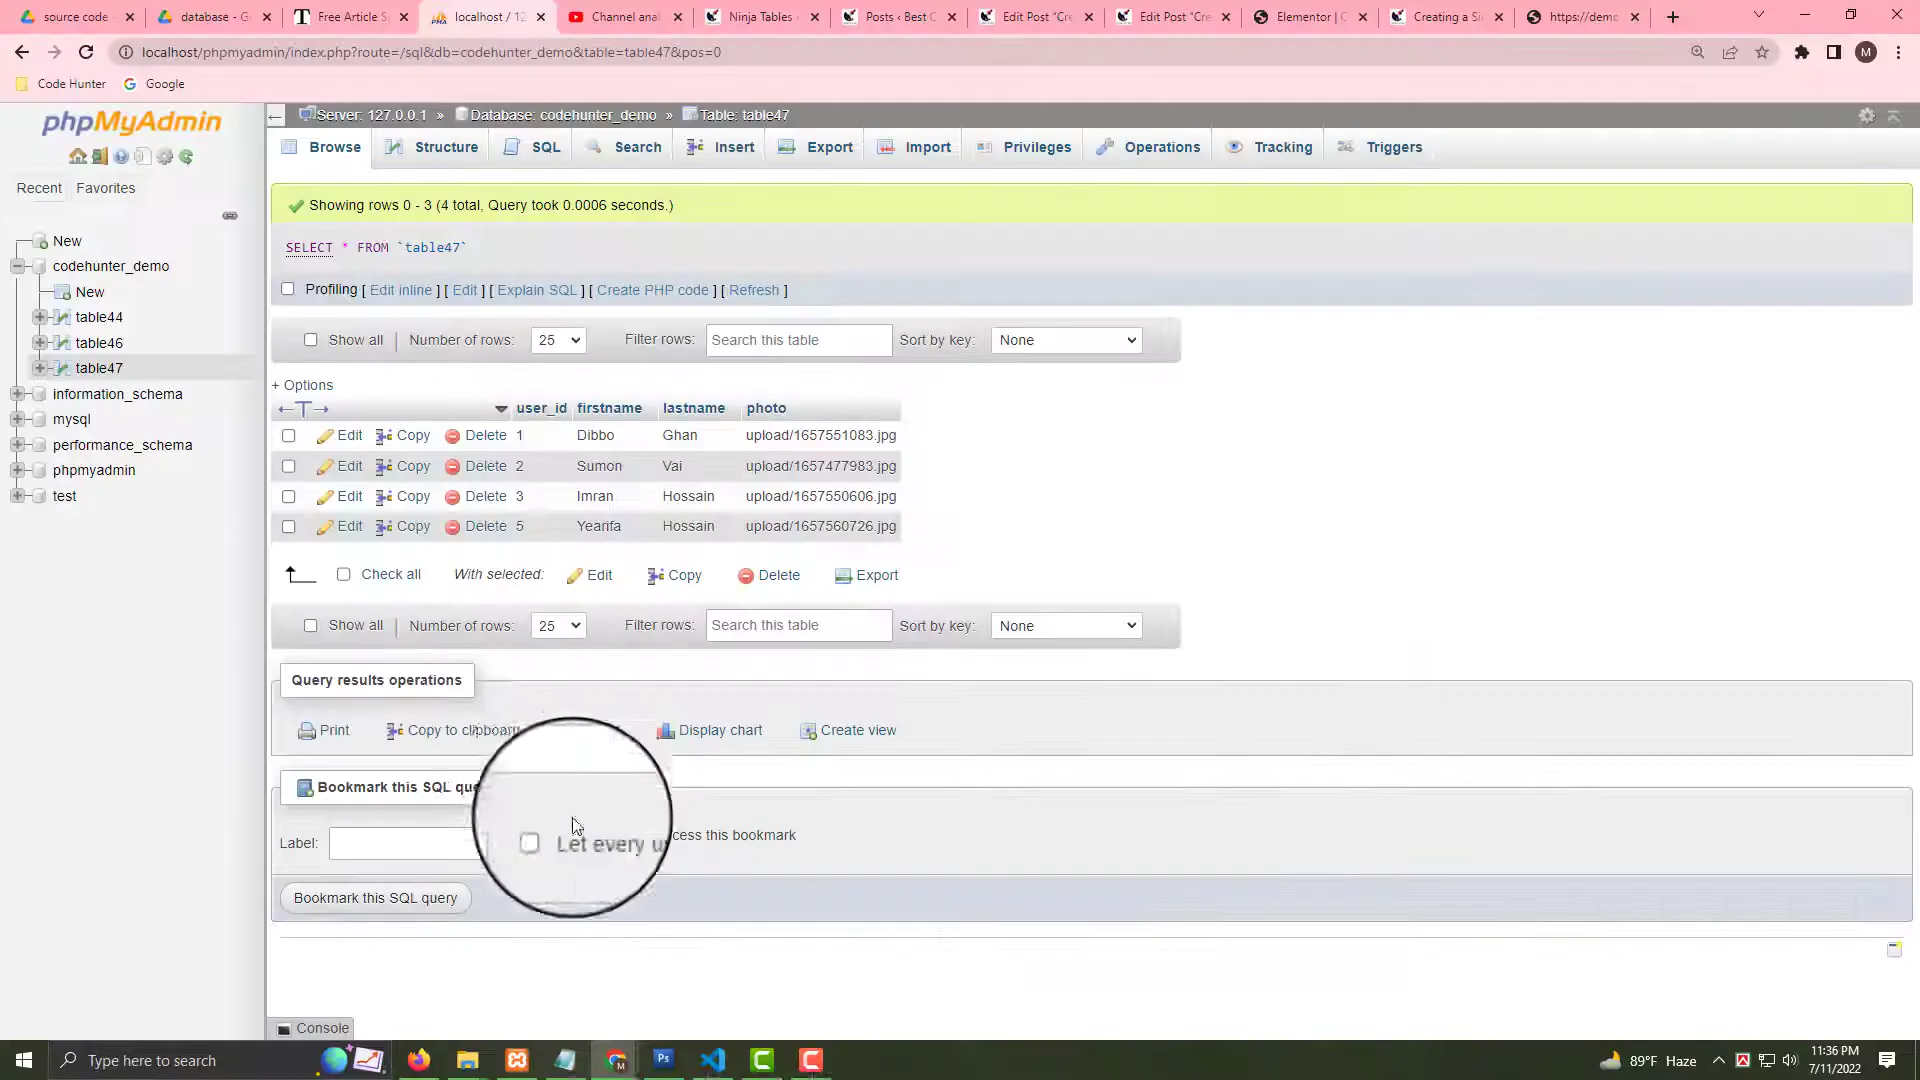 source code -
database - G
Free Article S
localhost / 12
Channel anal
Ninja Tables
Posts ‹ Best C
Edit Post "Cre
Edit Post "Cre
Elementor | C
Creating a Si
https://demo
localhost/phpmyadmin/index.php?route=/sql&db=codehunter_demo&table=table47&pos=0
M
Code Hunter Google
phpMyAdmin
Recent Favorites
New
codehunter_demo
New
table44
table46
table47
information_schema
mysql
performance_schema
phpmyadmin
test
Server: 127.0.0.1 » Database: codehunter_demo » Table: table47
Browse Structure SQL Search Insert Export Import Privileges Operations Tracking Triggers
Showing rows 0 - 3 (4 total, Query took 0.0006 seconds.)
SELECT * FROM `table47`
Profiling [ Edit inline ] [ Edit ] [ Explain SQL ] [ Create PHP code ] [ Refresh ]
Show all | Number of rows: 25 Filter rows: Search this table Sort by key: None
+ Options
←T→ user_id firstname lastname photo
Edit Copy Delete 1 Dibbo Ghan upload/1657551083.jpg
Edit Copy Delete 2 Sumon Vai upload/1657477983.jpg
Edit Copy Delete 3 Imran Hossain upload/1657550606.jpg
Edit Copy Delete 5 Yearifa Hossain upload/1657560726.jpg
Check all With selected: Edit Copy Delete Export
Show all | Number of rows: 25 Filter rows: Search this table Sort by key: None
Query results operations
Print Copy to clipboard Display chart Create view
Bookmark this SQL que
Label: Let every u cess this bookmark
Bookmark this SQL query
Console
Type here to search
Ps
89°F Haze
11:36 PM
7/11/2022